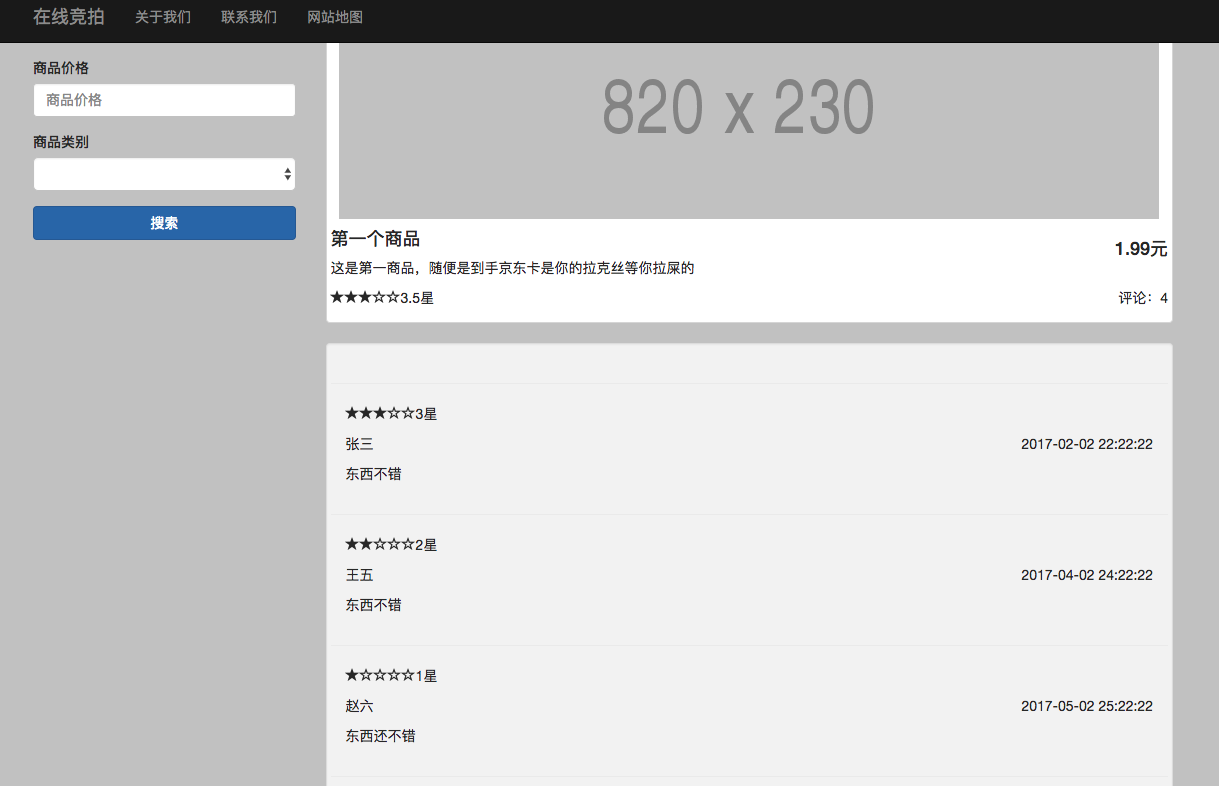 在线竞拍 关于我们 联系我们 网站地图
商品价格
商品价格
商品类别
搜索
820 x 230
第一个商品
1.99元
这是第一商品，随便是到手京东卡是你的拉克丝等你拉屎的
★★★☆☆3.5星
评论：4
★★★☆☆3星
张三 2017-02-02 22:22:22
东西不错
★★☆☆☆2星
王五 2017-04-02 24:22:22
东西不错
★☆☆☆☆1星
赵六 2017-05-02 25:22:22
东西还不错